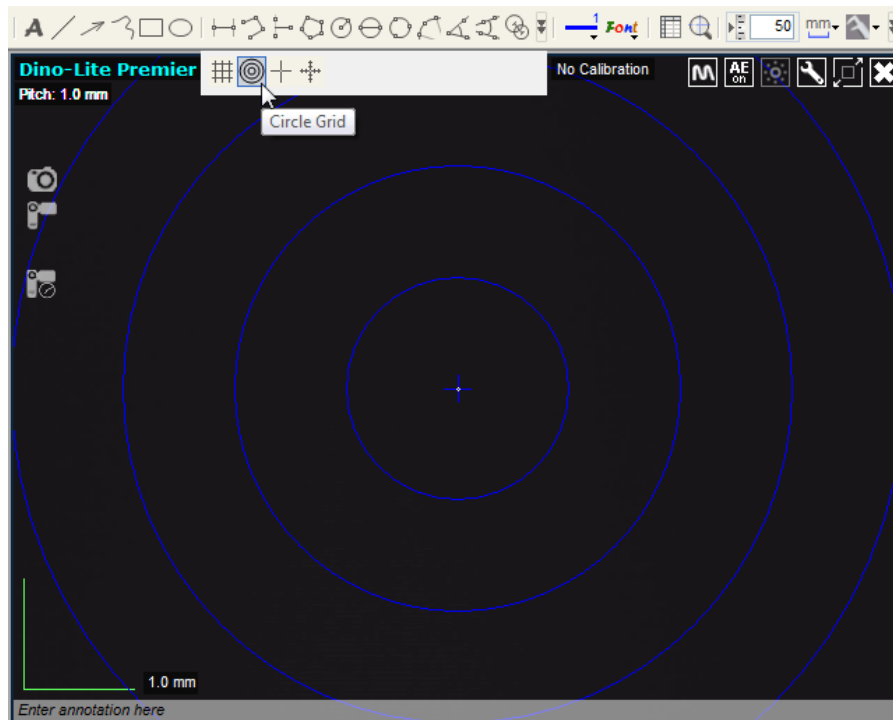 A 1 Font 50 mm
Dino-Lite Premier No Calibration AE on
Pitch: 1.0 mm
Circle Grid
1.0 mm
Enter annotation here